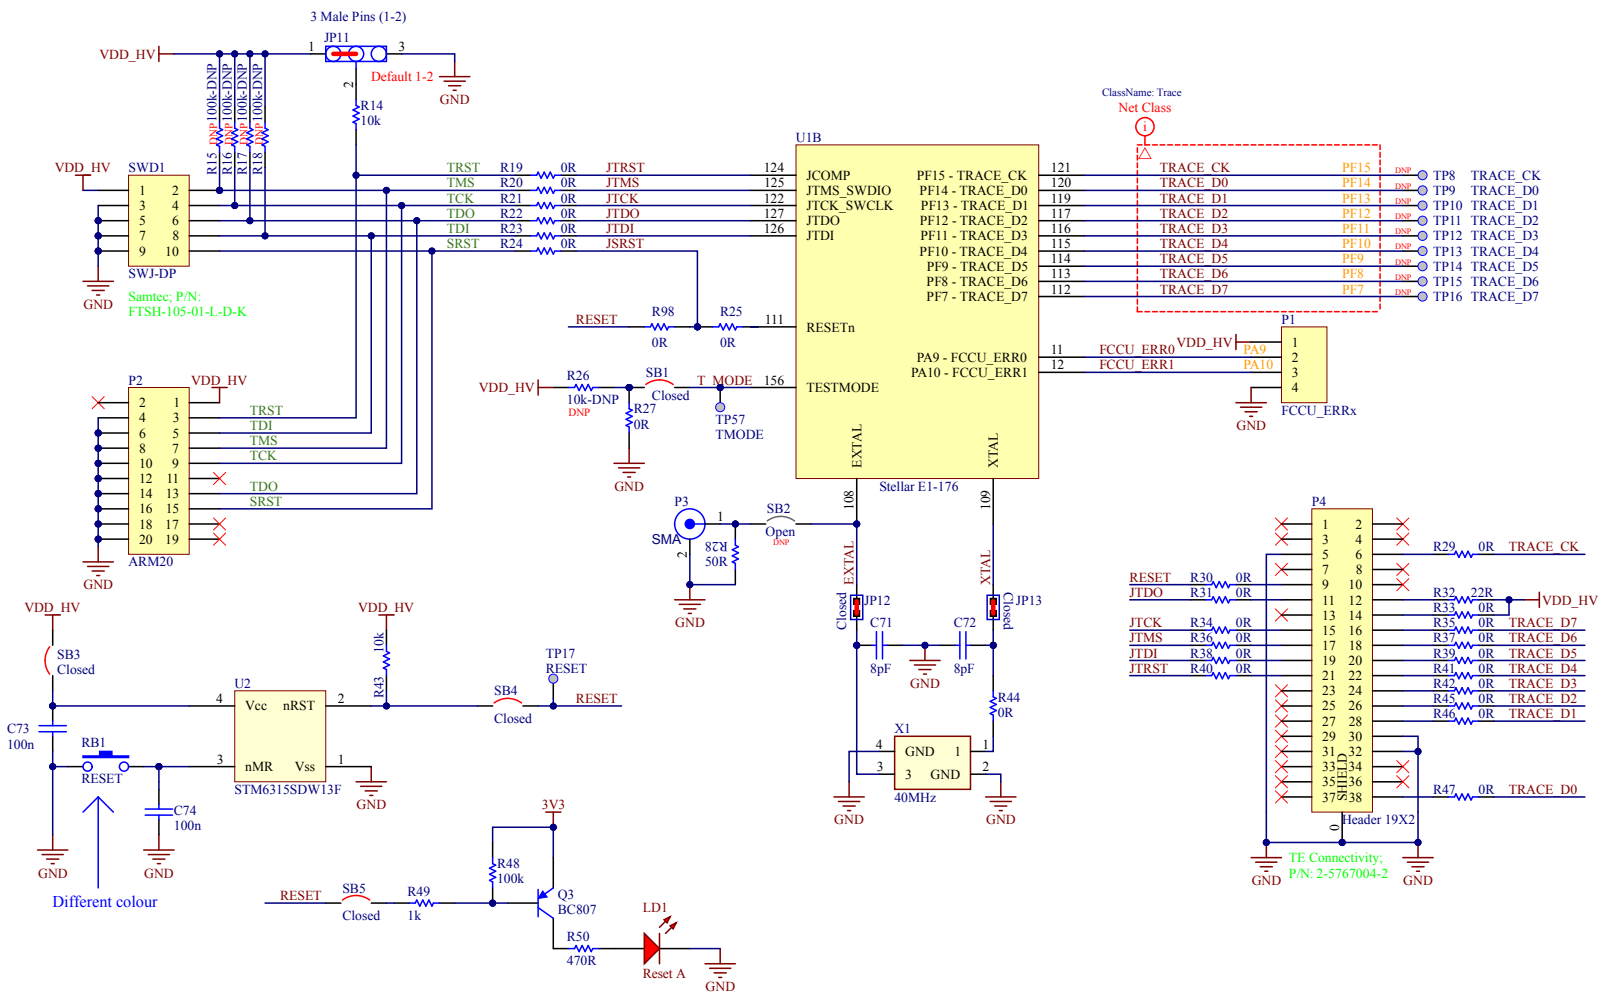 3 Male Pins (1-2)
JP11
VDD_HV
1
3
2
Default 1-2
GND
R14
10k
R15 DNP 100k-DNP
R16 DNP 100k-DNP
R17 DNP 100k-DNP
R18 DNP 100k-DNP
VDD_HV
SWD1
1 2
3 4
5 6
7 8
9 10
SWJ-DP
GND
Samtec; P/N:
FTSH-105-01-L-D-K
TRST R19 0R JTRST 124
TMS R20 0R JTMS 125
TCK R21 0R JTCK 122
TDO R22 0R JTDO 127
TDI R23 0R JTDI 126
SRST R24 0R JSRST
RESET R98 R25 111
0R 0R
U1B
JCOMP
JTMS_SWDIO
JTCK_SWCLK
JTDO
JTDI
RESETn
TESTMODE
EXTAL
XTAL
Stellar E1-176
PF15 - TRACE_CK 121
PF14 - TRACE_D0 120
PF13 - TRACE_D1 119
PF12 - TRACE_D2 117
PF11 - TRACE_D3 116
PF10 - TRACE_D4 115
PF9 - TRACE_D5 114
PF8 - TRACE_D6 113
PF7 - TRACE_D7 112
PA9 - FCCU_ERR0 11
PA10 - FCCU_ERR1 12
ClassName: Trace
Net Class
i
TRACE_CK PF15 DNP TP8 TRACE_CK
TRACE_D0 PF14 DNP TP9 TRACE_D0
TRACE_D1 PF13 DNP TP10 TRACE_D1
TRACE_D2 PF12 DNP TP11 TRACE_D2
TRACE_D3 PF11 DNP TP12 TRACE_D3
TRACE_D4 PF10 DNP TP13 TRACE_D4
TRACE_D5 PF9 DNP TP14 TRACE_D5
TRACE_D6 PF8 DNP TP15 TRACE_D6
TRACE_D7 PF7 DNP TP16 TRACE_D7
P1
VDD_HV 1
FCCU_ERR0 PA9 2
FCCU_ERR1 PA10 3
4
GND
FCCU_ERRx
VDD_HV
R26
10k-DNP
DNP
SB1
Closed
T_MODE 156
R27
0R
TP57
TMODE
GND
P2
VDD_HV
2 1
4 3 TRST
6 5 TDI
8 7 TMS
10 9 TCK
12 11
14 13 TDO
16 15 SRST
18 17
20 19
ARM20
GND
P3
SMA
1
2
R28
50R
SB2
Open
DNP
GND
108
109
EXTAL
XTAL
Closed JP12
Closed JP13
C71
8pF
C72
8pF
GND
R44
0R
X1
4 GND 1 1
3 3 GND 2
40MHz
GND
GND
VDD_HV
SB3
Closed
C73
100n
RB1
RESET
C74
100n
GND
GND
Different colour
U2
4 Vcc nRST 2
3 nMR Vss 1
STM6315SDW13F
GND
VDD_HV
10k
R43
SB4
Closed
TP17
RESET
RESET
3V3
R48
100k
RESET
SB5
Closed
R49
1k
Q3
BC807
R50
470R
LD1
Reset A
GND
P4
1 2
3 4
5 6 R29 0R TRACE_CK
7 8
RESET R30 0R 9 10
JTDO R31 0R 11 12 R32 22R VDD_HV
13 14 R33 0R
JTCK R34 0R 15 16 R35 0R TRACE_D7
JTMS R36 0R 17 18 R37 0R TRACE_D6
JTDI R38 0R 19 20 R39 0R TRACE_D5
JTRST R40 0R 21 22 R41 0R TRACE_D4
23 24 R42 0R TRACE_D3
25 26 R45 0R TRACE_D2
27 28 R46 0R TRACE_D1
29 30
31 32
33 34
35 36
37 38 R47 0R TRACE_D0
SHIELD
0
Header 19X2
GND
TE Connectivity;
P/N: 2-5767004-2
GND